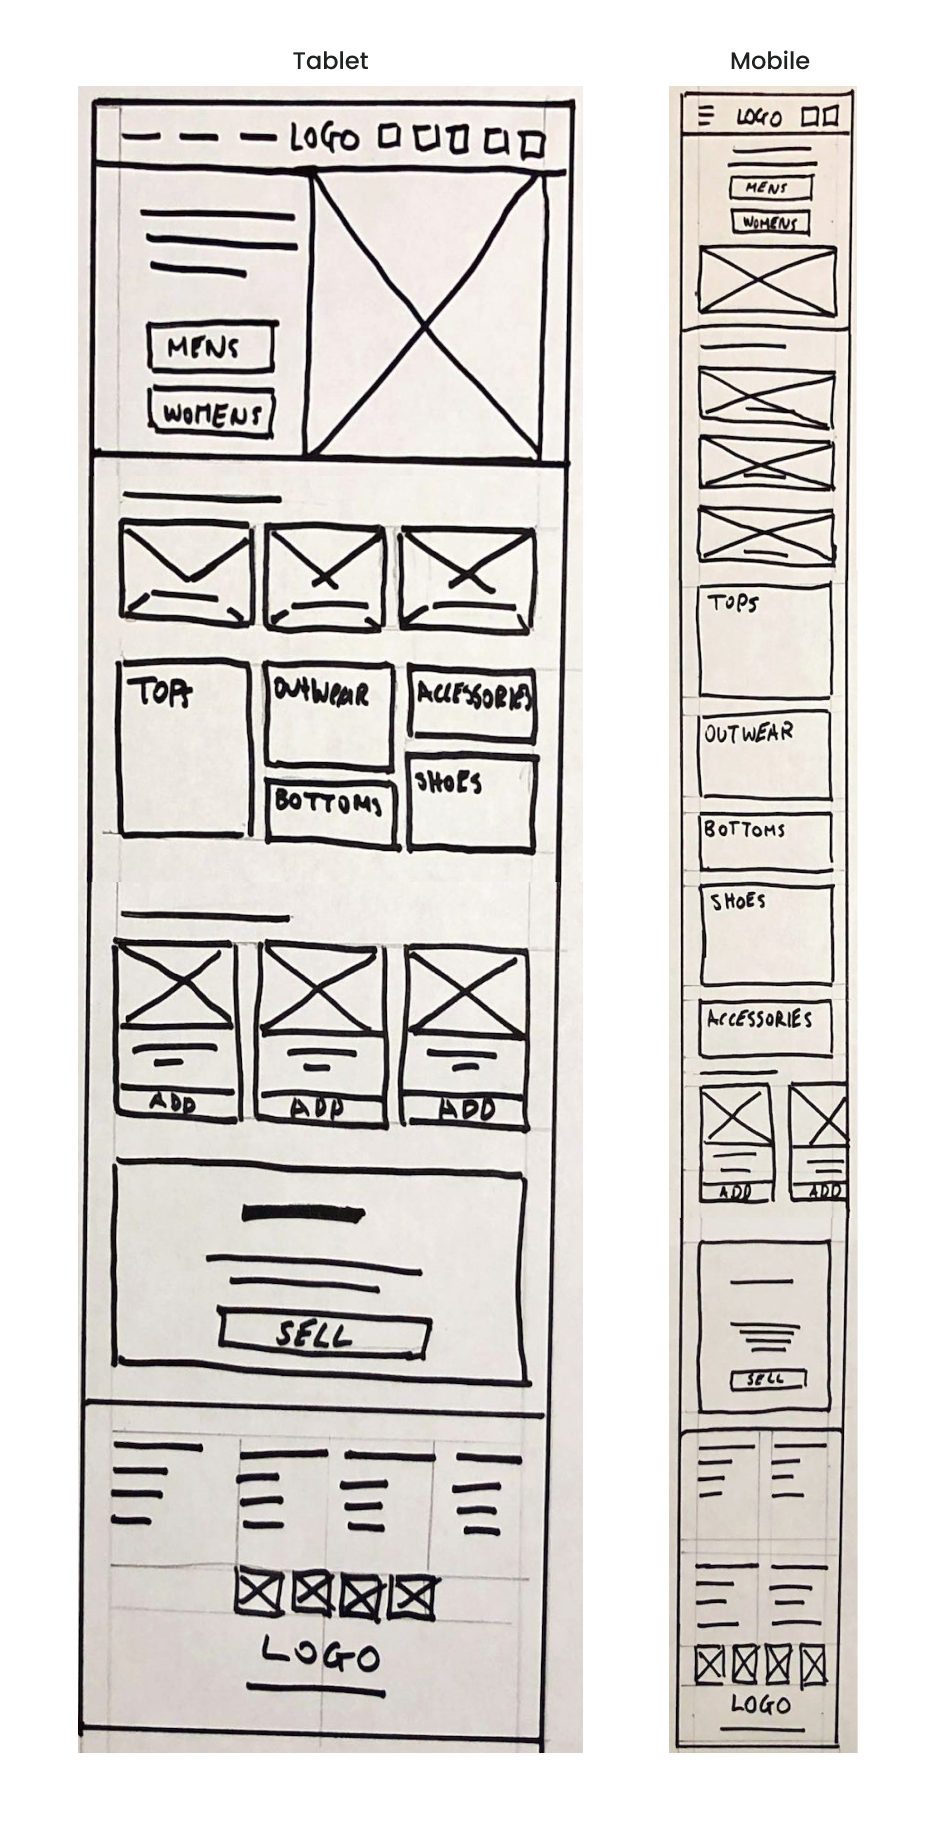 Tablet
LOGO
MENS
WOMENS
TOPS
OUTWEAR
ACCESSORIES
BOTTOMS
SHOES
ADD
ADD
ADD
SELL
LOGO
Mobile
LOGO
MENS
WOMENS
TOPS
OUTWEAR
BOTTOMS
SHOES
ACCESSORIES
ADD
ADD
SELL
LOGO